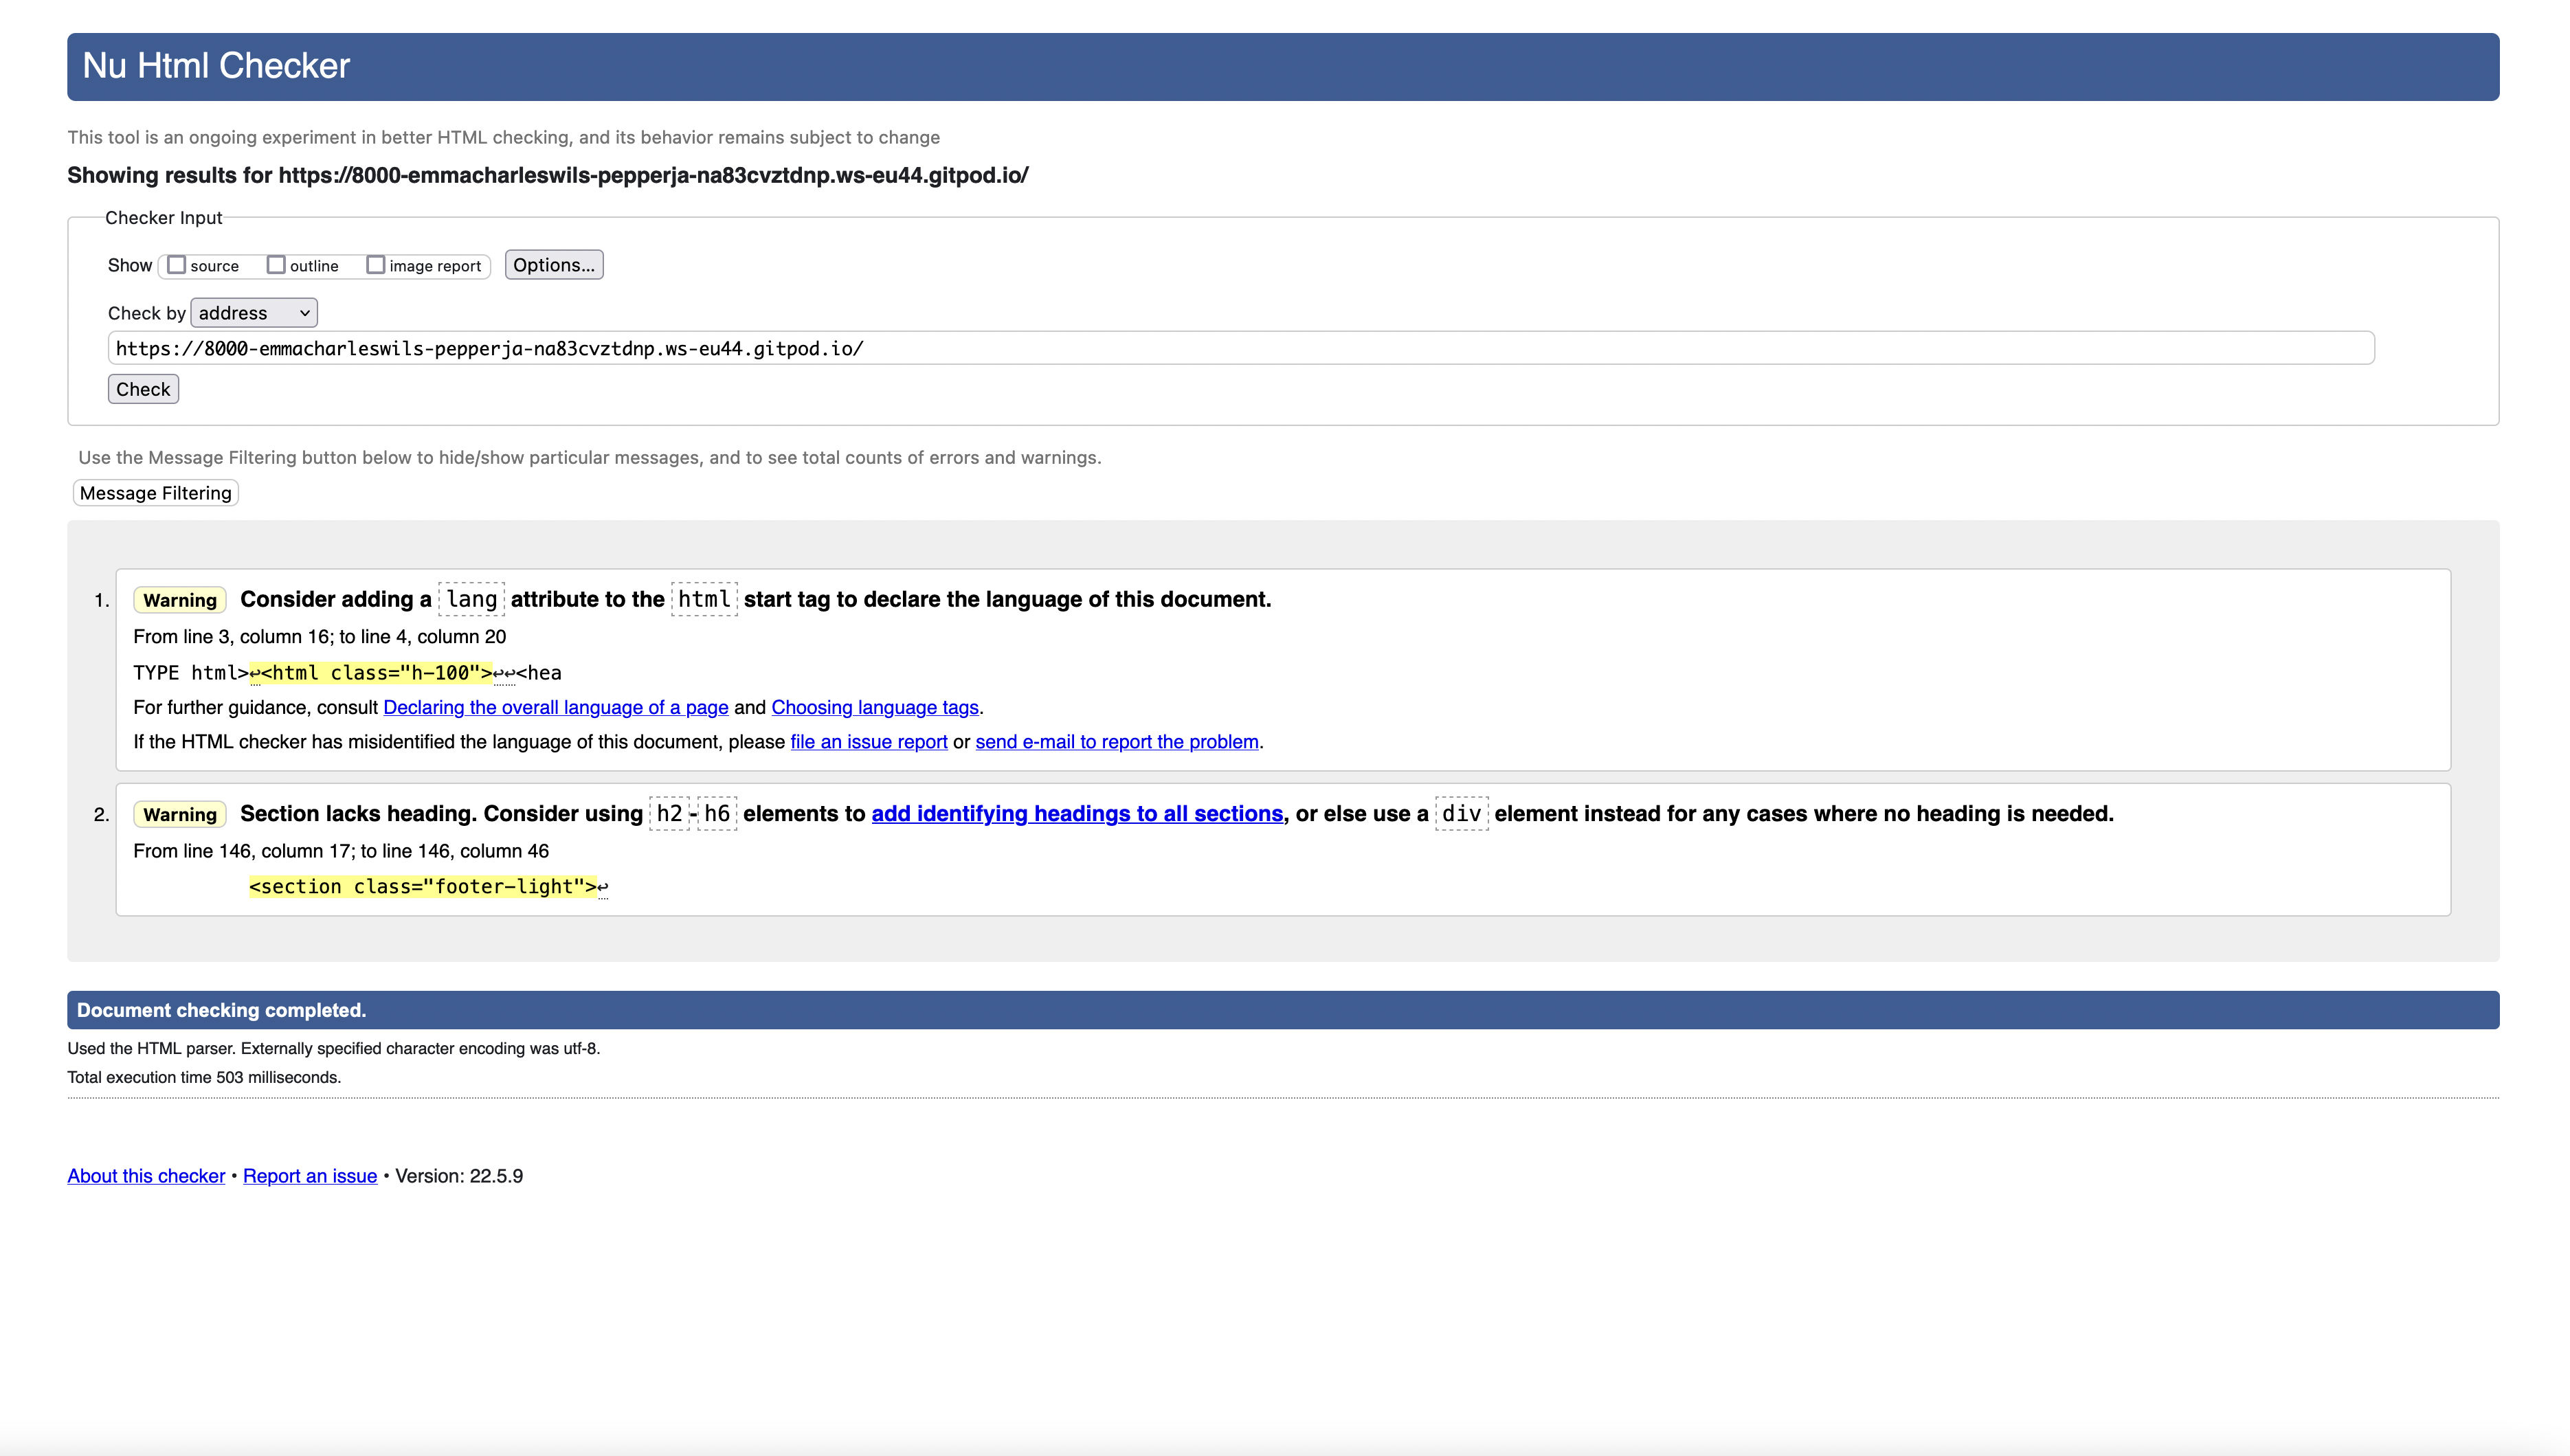 Nu Html Checker
This tool is an ongoing experiment in better HTML checking, and its behavior remains subject to change
Showing results for https://8000-emmacharleswils-pepperja-na83cvztdnp.ws-eu44.gitpod.io/
Checker Input
Show source outline image report Options...
Check by address
https://8000-emmacharleswils-pepperja-na83cvztdnp.ws-eu44.gitpod.io/
Check
Use the Message Filtering button below to hide/show particular messages, and to see total counts of errors and warnings.
Message Filtering
1. Warning Consider adding a lang attribute to the html start tag to declare the language of this document.
From line 3, column 16; to line 4, column 20
TYPE html>↩<html class="h-100">↩↩<hea
For further guidance, consult Declaring the overall language of a page and Choosing language tags.
If the HTML checker has misidentified the language of this document, please file an issue report or send e-mail to report the problem.
2. Warning Section lacks heading. Consider using h2-h6 elements to add identifying headings to all sections, or else use a div element instead for any cases where no heading is needed.
From line 146, column 17; to line 146, column 46
<section class="footer-light">↩
Document checking completed.
Used the HTML parser. Externally specified character encoding was utf-8.
Total execution time 503 milliseconds.
About this checker • Report an issue • Version: 22.5.9